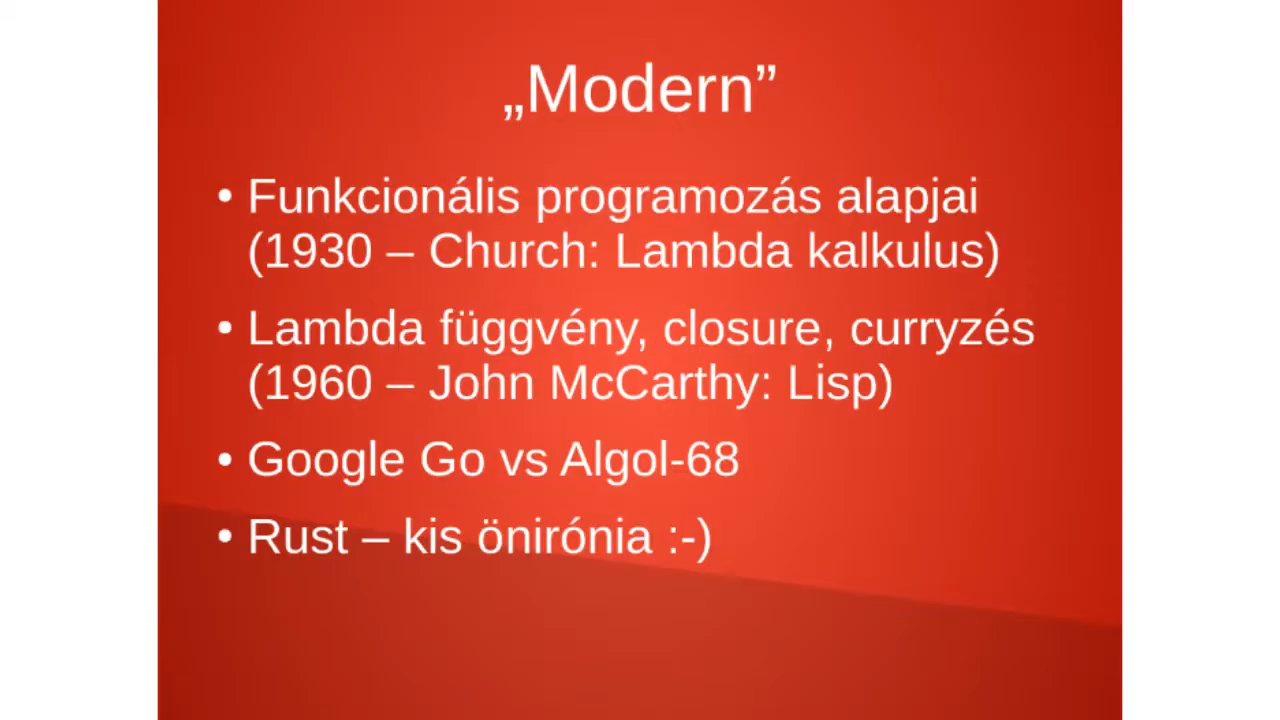 „Modern”
• Funkcionális programozás alapjai
(1930 – Church: Lambda kalkulus)
• Lambda függvény, closure, curryzés
(1960 – John McCarthy: Lisp)
• Google Go vs Algol-68
• Rust – kis önirónia :-)